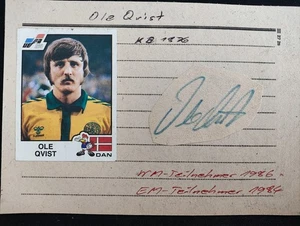 Ole Qvist
KB 1976
OLE
QVIST
DAN
WM-Teilnehmer 1986
EM-Teilnehmer 1984